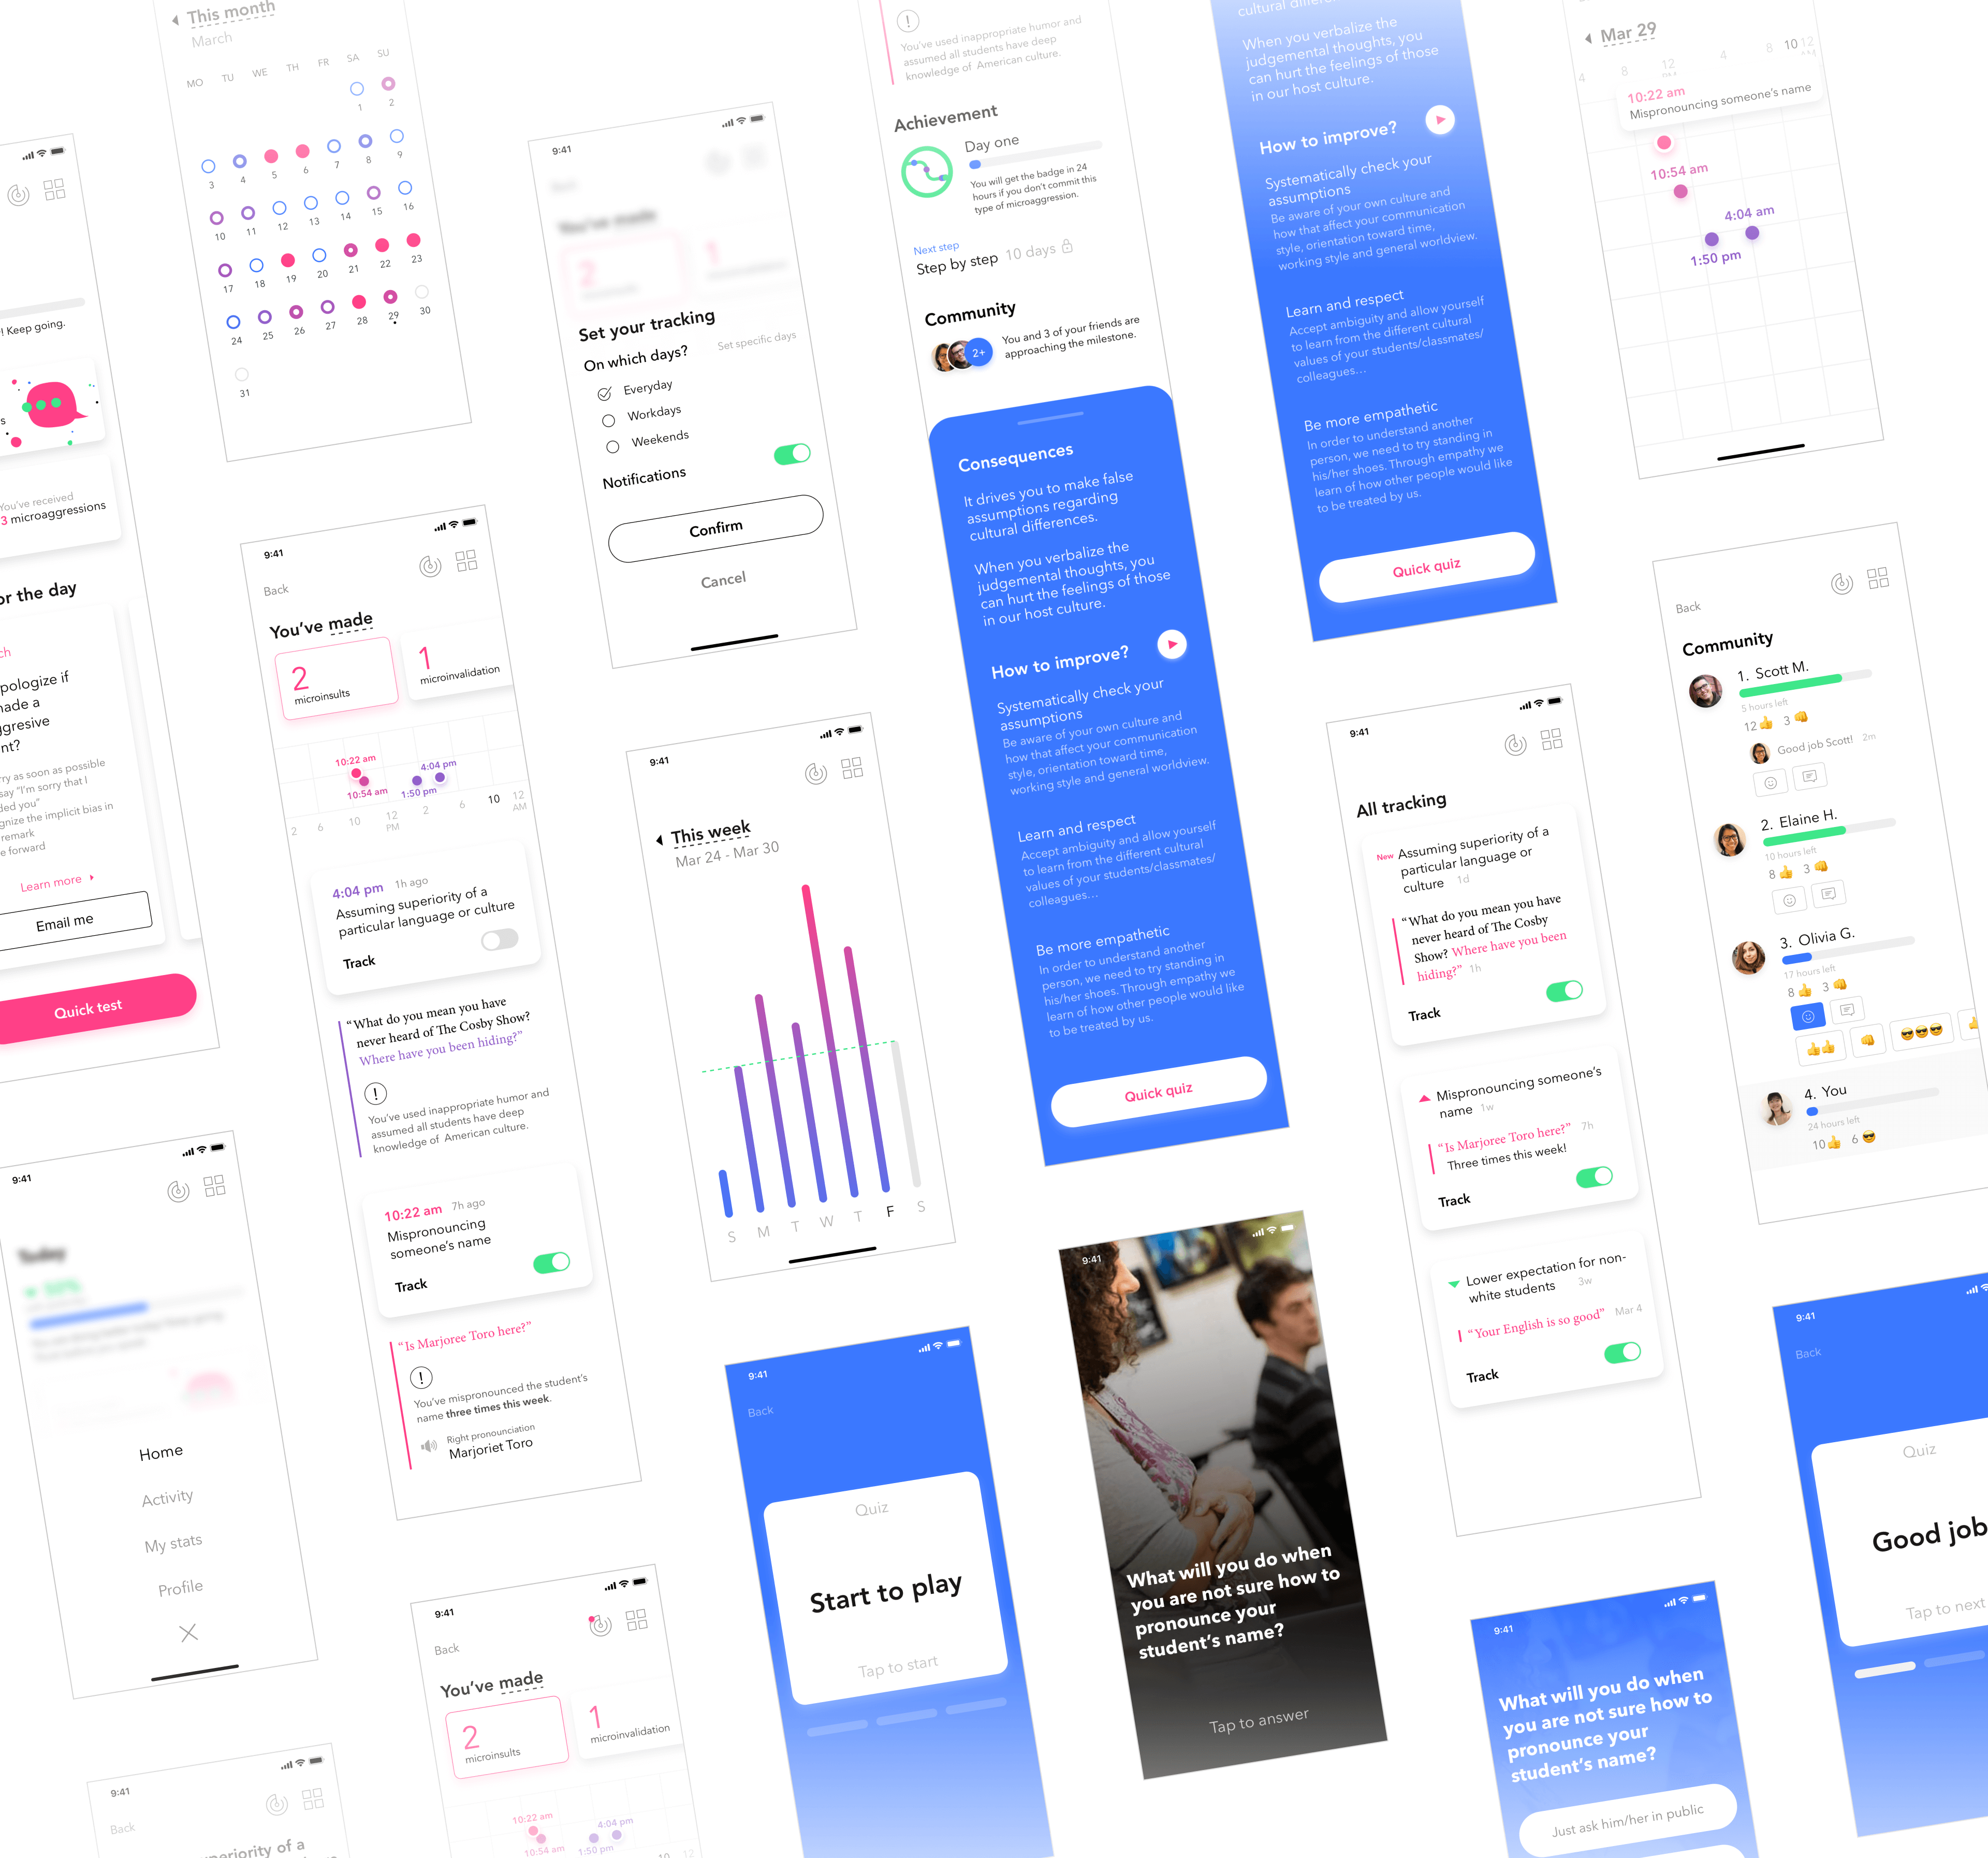 ! Keep going.
s
You've received
3 microaggressions
or the day
ch
pologize if
nade a
ggresive
nt?
ry as soon as possible
say "I'm sorry that I
ded you"
gnize the implicit bias in
remark
e forward
Learn more
Email me
Quick test
9:41
Today
50%
Home
Activity
My stats
Profile
9:41
Back
periority of a
This month
March
MO TU WE TH FR SA SU
1 2
3 4 5 6 7 8 9
10 11 12 13 14 15 16
17 18 19 20 21 22 23
24 25 26 27 28 29 30
31
9:41
Back
You've made
2
microinsults
1
microinvalidation
10:22 am
10:54 am
4:04 pm
1:50 pm
2 6 10 12 2 6 10 12
PM AM
4:04 pm 1h ago
Assuming superiority of a
particular language or culture
Track
"What do you mean you have
never heard of The Cosby Show?
Where have you been hiding?"
!
You've used inappropriate humor and
assumed all students have deep
knowledge of American culture.
10:22 am 7h ago
Mispronouncing
someone's name
Track
"Is Marjoree Toro here?"
!
You've mispronounced the student's
name three times this week.
Right pronounciation
Marjoriet Toro
9:41
Back
You've made
2
microinsults
1
microinvalidation
10:22 am
10:54 am
4:04 pm
1:50 pm
10 12
9:41
Back
You've made
2
1
Set your tracking
On which days?
Set specific days
Everyday
Workdays
Weekends
Notifications
Confirm
Cancel
9:41
This week
Mar 24 - Mar 30
S M T W T F S
9:41
Back
Quiz
Start to play
Tap to start
!
You've used inappropriate humor and
assumed all students have deep
knowledge of American culture.
Achievement
Day one
You will get the badge in 24
hours if you don't commit this
type of microaggression.
Next step
Step by step 10 days
Community
2+
You and 3 of your friends are
approaching the milestone.
Consequences
It drives you to make false
assumptions regarding
cultural differences.
When you verbalize the
judgemental thoughts, you
can hurt the feelings of those
in our host culture.
How to improve?
Systematically check your
assumptions
Be aware of your own culture and
how that affect your communication
style, orientation toward time,
working style and general worldview.
Learn and respect
Accept ambiguity and allow yourself
to learn from the different cultural
values of your students/classmates/
colleagues...
Be more empathetic
In order to understand another
person, we need to try standing in
his/her shoes. Through empathy we
learn of how other people would like
to be treated by us.
Quick quiz
9:41
What will you do when
you are not sure how to
pronounce your
student's name?
Tap to answer
When you verbalize the
judgemental thoughts, you
can hurt the feelings of those
in our host culture.
How to improve?
Systematically check your
assumptions
Be aware of your own culture and
how that affect your communication
style, orientation toward time,
working style and general worldview.
Learn and respect
Accept ambiguity and allow yourself
to learn from the different cultural
values of your students/classmates/
colleagues...
Be more empathetic
In order to understand another
person, we need to try standing in
his/her shoes. Through empathy we
learn of how other people would like
to be treated by us.
Quick quiz
9:41
All tracking
New Assuming superiority of a
particular language or
culture 1d
"What do you mean you have
never heard of The Cosby
Show? Where have you been
hiding?" 1h
Track
Mispronouncing someone's
name 1w
"Is Marjoree Toro here?" 7h
Three times this week!
Track
Lower expectation for non-
white students 3w
"Your English is so good" Mar 4
Track
9:41
What will you do when
you are not sure how to
pronounce your
student's name?
Just ask him/her in public
Mar 29
4 8 12 4 8 10 12
10:22 am
Mispronouncing someone's name
10:54 am
4:04 am
1:50 pm
Back
Community
1. Scott M.
5 hours left
12 👍 3 👊
Good job Scott! 2m
2. Elaine H.
10 hours left
8 👍 3 👊
3. Olivia G.
17 hours left
8 👍 3 👊
👍👍 👊 😎😎😎
4. You
24 hours left
10 👍 6 😎
9:41
Back
Quiz
Good job
Tap to next